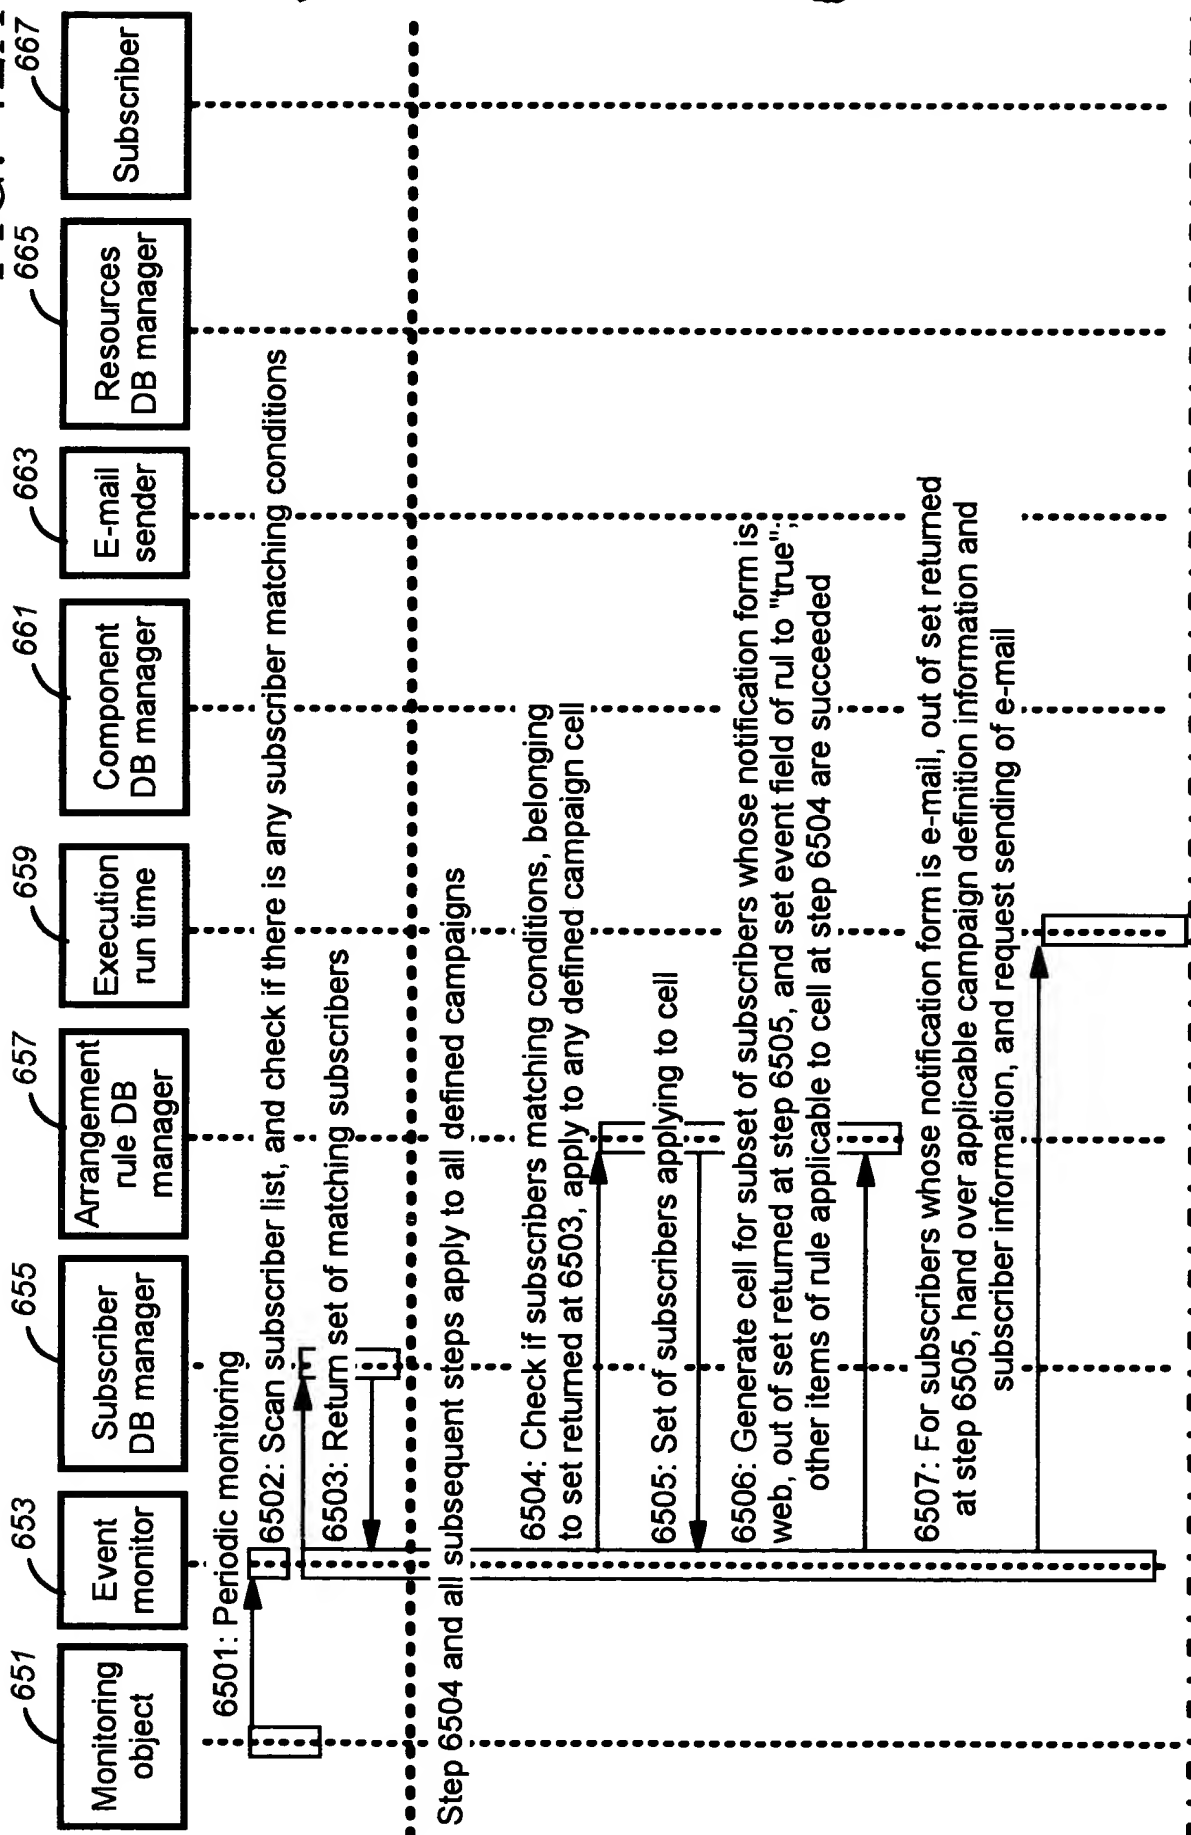 651
Monitoring
object
653
Event
monitor
655
Subscriber
DB manager
657
Arrangement
rule DB
manager
659
Execution
run time
661
Component
DB manager
663
E-mail
sender
665
Resources
DB manager
667
Subscriber
6501: Periodic monitoring
6502: Scan subscriber list, and check if there is any subscriber matching conditions
6503: Return set of matching subscribers
Step 6504 and all subsequent steps apply to all defined campaigns
6504: Check if subscribers matching conditions, belonging
to set returned at 6503, apply to any defined campaign cell
6505: Set of subscribers applying to cell
6506: Generate cell for subset of subscribers whose notification form is
web, out of set returned at step 6505, and set event field of rul to "true";
other items of rule applicable to cell at step 6504 are succeeded
6507: For subscribers whose notification form is e-mail, out of set returned
at step 6505, hand over applicable campaign definition information and
subscriber information, and request sending of e-mail